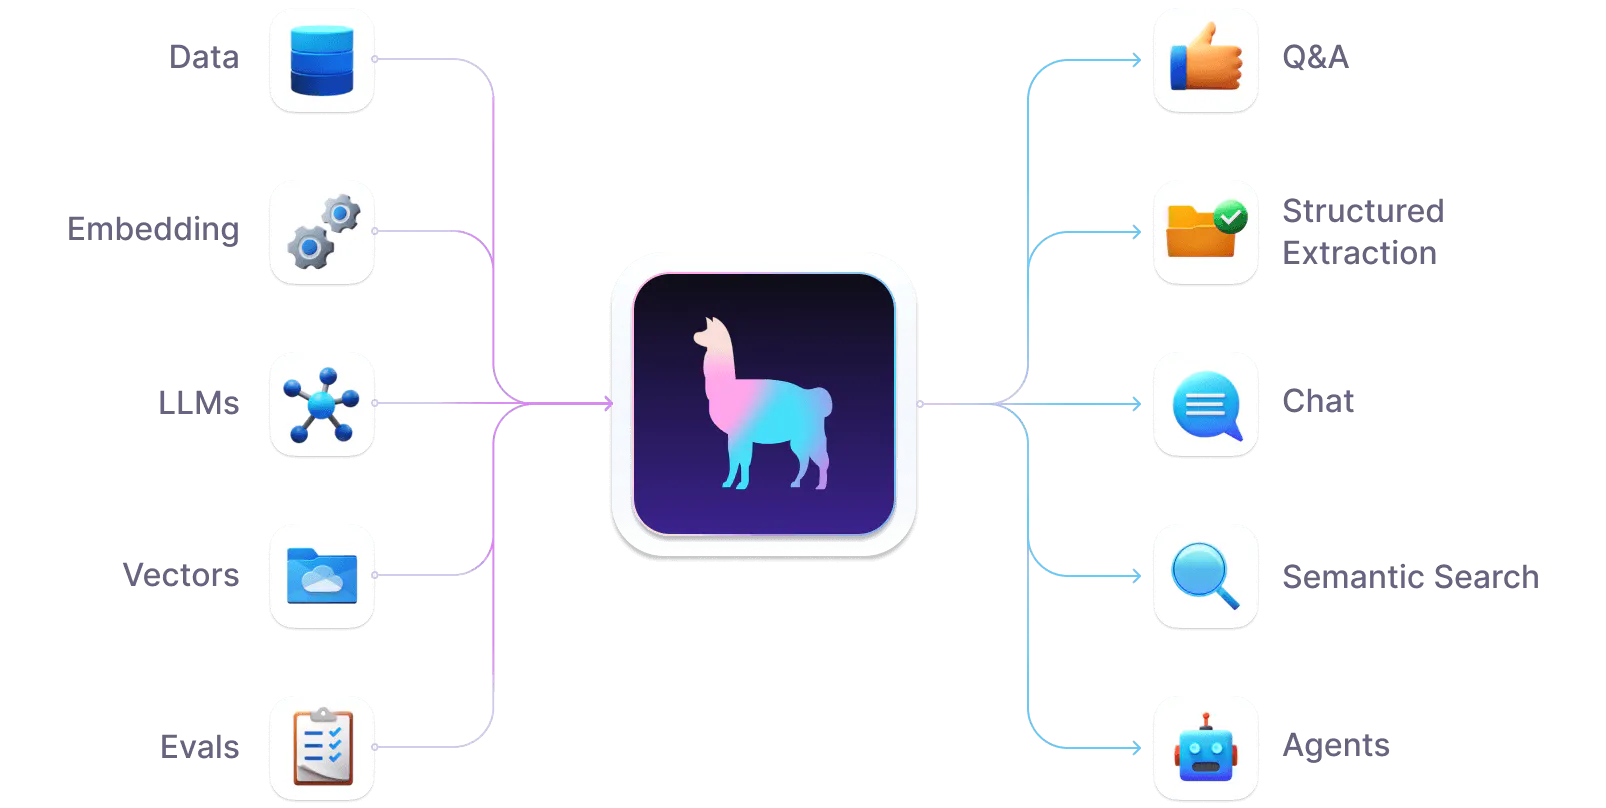 Data
Embedding
LLMs
Vectors
Evals
Q&A
Structured
Extraction
Chat
Semantic Search
Agents